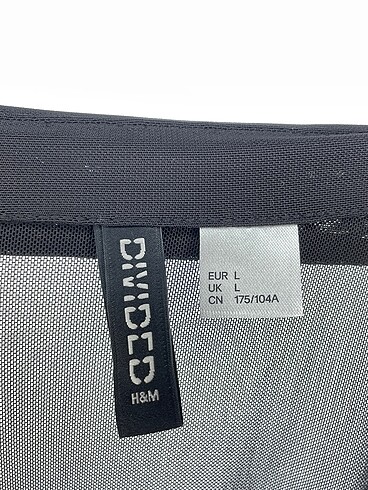 DIVIDED
H&M
EUR L
UK L
CN 175/104A